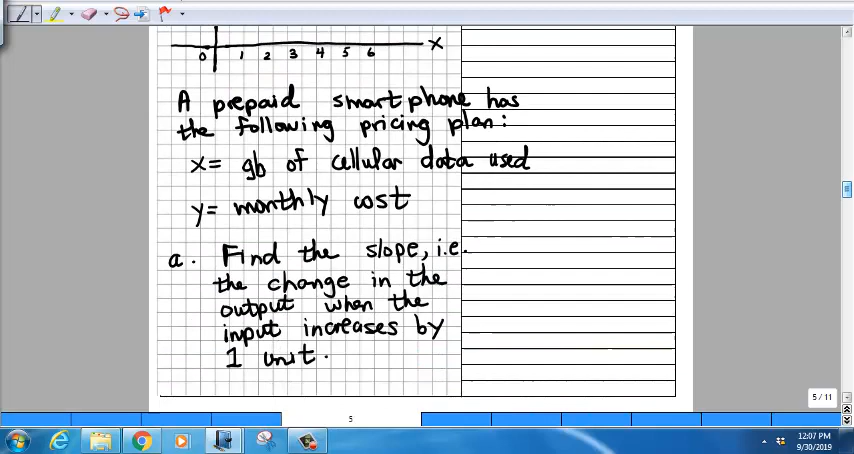 x
0 1 2 3 4 5 6
A prepaid smartphone has
the following pricing plan:
x= gb of cellular data used
y= monthly cost
a. Find the slope, i.e.
the change in the
output when the
input increases by
1 unit.
5 / 11
5
12:07 PM
9/30/2019